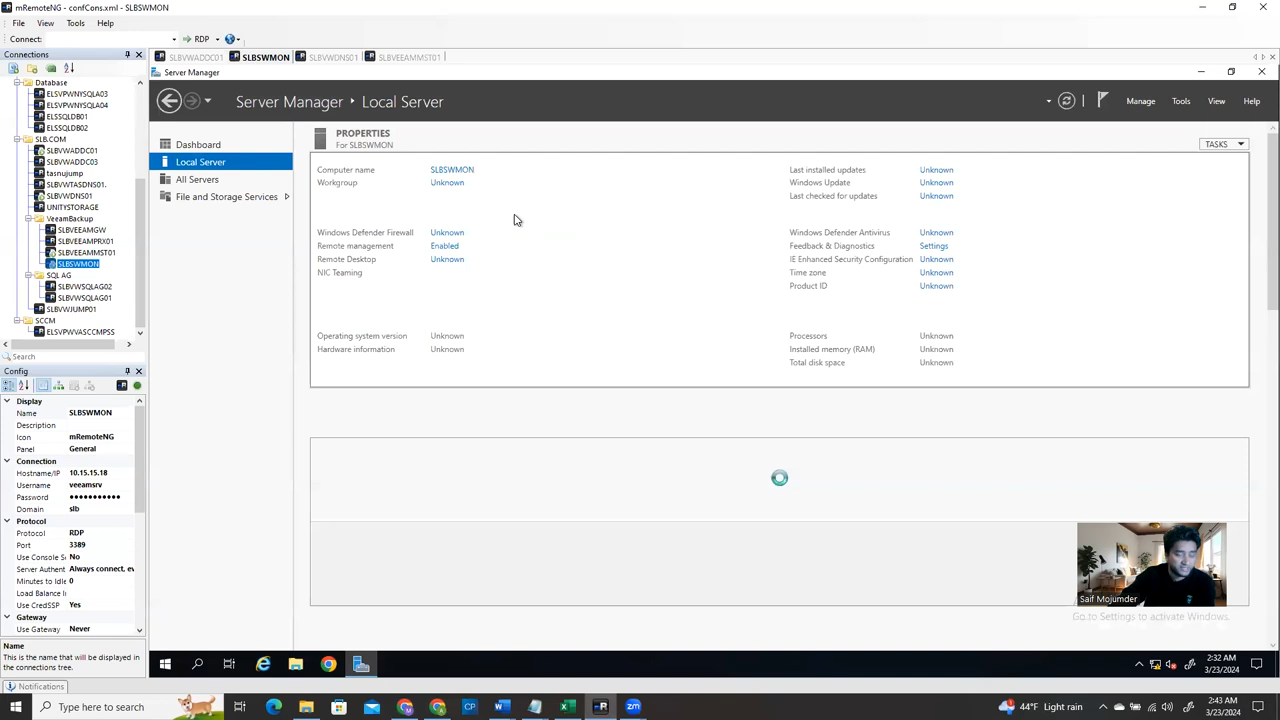 mRemoteNG - confCons.xml - SLBSWMON
File View Tools Help
Connect: RDP
Connections
SLBVWADDC01 SLBSWMON SLBVWDNS01 SLBVEEAMMST01
Server Manager
Server Manager ‣ Local Server
Manage Tools View Help
Database
ELSVPWNYSQLA03
ELSVPWNYSQLA04
ELSSQLDB01
ELSSQLDB02
SLB.COM
SLBVWADDC01
SLBVWADDC03
tasnujump
SLBVWTASDNS01.
SLBVWDNS01
UNITYSTORAGE
VeeamBackup
SLBVEEAMGW
SLBVEEAMPRX01
SLBVEEAMMST01
SLBSWMON
SQL AG
SLBVWSQLAG02
SLBVWSQLAG01
SLBVWJUMP01
SCCM
ELSVPWVASCCMPSS
Search
Config
Display
Name SLBSWMON
Description
Icon mRemoteNG
Panel General
Connection
Hostname/IP 10.15.15.18
Username veeamsrv
Password ●●●●●●●●●●●
Domain slb
Protocol
Protocol RDP
Port 3389
Use Console S No
Server Authent Always connect, ev
Minutes to Idle 0
Load Balance In
Use CredSSP Yes
Gateway
Use Gateway Never
Name
This is the name that will be displayed in the connections tree.
Notifications
Dashboard
Local Server
All Servers
File and Storage Services
PROPERTIES
For SLBSWMON
TASKS
Computer name SLBSWMON
Workgroup Unknown
Last installed updates Unknown
Windows Update Unknown
Last checked for updates Unknown
Windows Defender Firewall Unknown
Remote management Enabled
Remote Desktop Unknown
NIC Teaming
Windows Defender Antivirus Unknown
Feedback & Diagnostics Settings
IE Enhanced Security Configuration Unknown
Time zone Unknown
Product ID Unknown
Operating system version Unknown
Hardware information Unknown
Processors Unknown
Installed memory (RAM) Unknown
Total disk space Unknown
Saif Mojumder
Go to Settings to activate Windows.
2:32 AM
3/23/2024
Type here to search
44°F Light rain
2:43 AM
3/23/2024